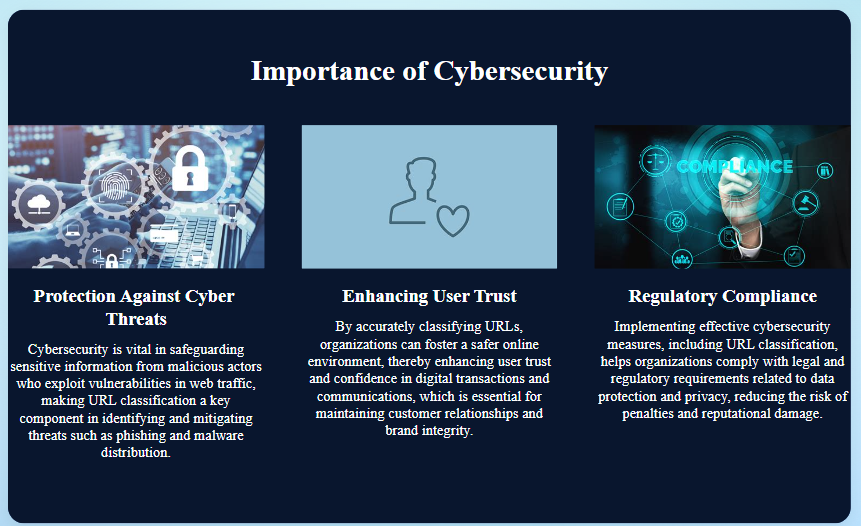 Importance of Cybersecurity
COMPLIANCE
Protection Against Cyber
Threats
Cybersecurity is vital in safeguarding
sensitive information from malicious actors
who exploit vulnerabilities in web traffic,
making URL classification a key
component in identifying and mitigating
threats such as phishing and malware
distribution.
Enhancing User Trust
By accurately classifying URLs,
organizations can foster a safer online
environment, thereby enhancing user trust
and confidence in digital transactions and
communications, which is essential for
maintaining customer relationships and
brand integrity.
Regulatory Compliance
Implementing effective cybersecurity
measures, including URL classification,
helps organizations comply with legal and
regulatory requirements related to data
protection and privacy, reducing the risk of
penalties and reputational damage.